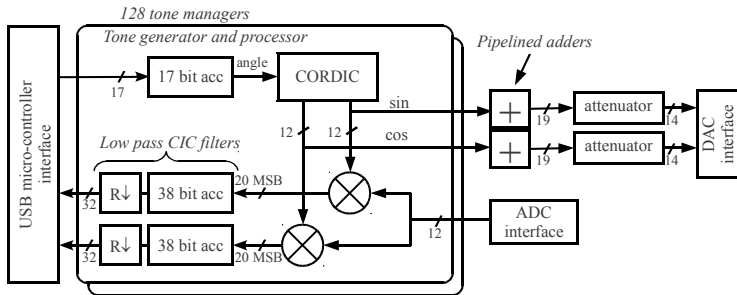 128 tone managers
Tone generator and processor
Pipelined adders
USB micro-controller
interface
17
17 bit acc
angle
CORDIC
sin
cos
12
12
+
19
attenuator
14
+
19
attenuator
14
DAC
interface
Low pass CIC filters
32
R↓
38 bit acc
20 MSB
32
R↓
38 bit acc
20 MSB
12
ADC
interface